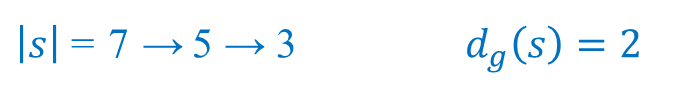 |s| = 7 → 5 → 3 d_g(s) = 2